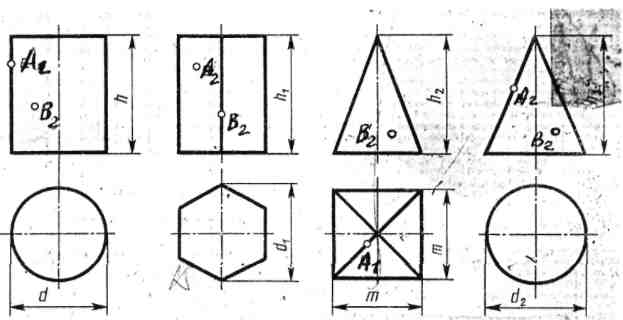 A₂
B₂
h
A₂
B₂
h₁
B₂
h₂
A₂
B₂
d
d₁
A₁
m
m
d₂